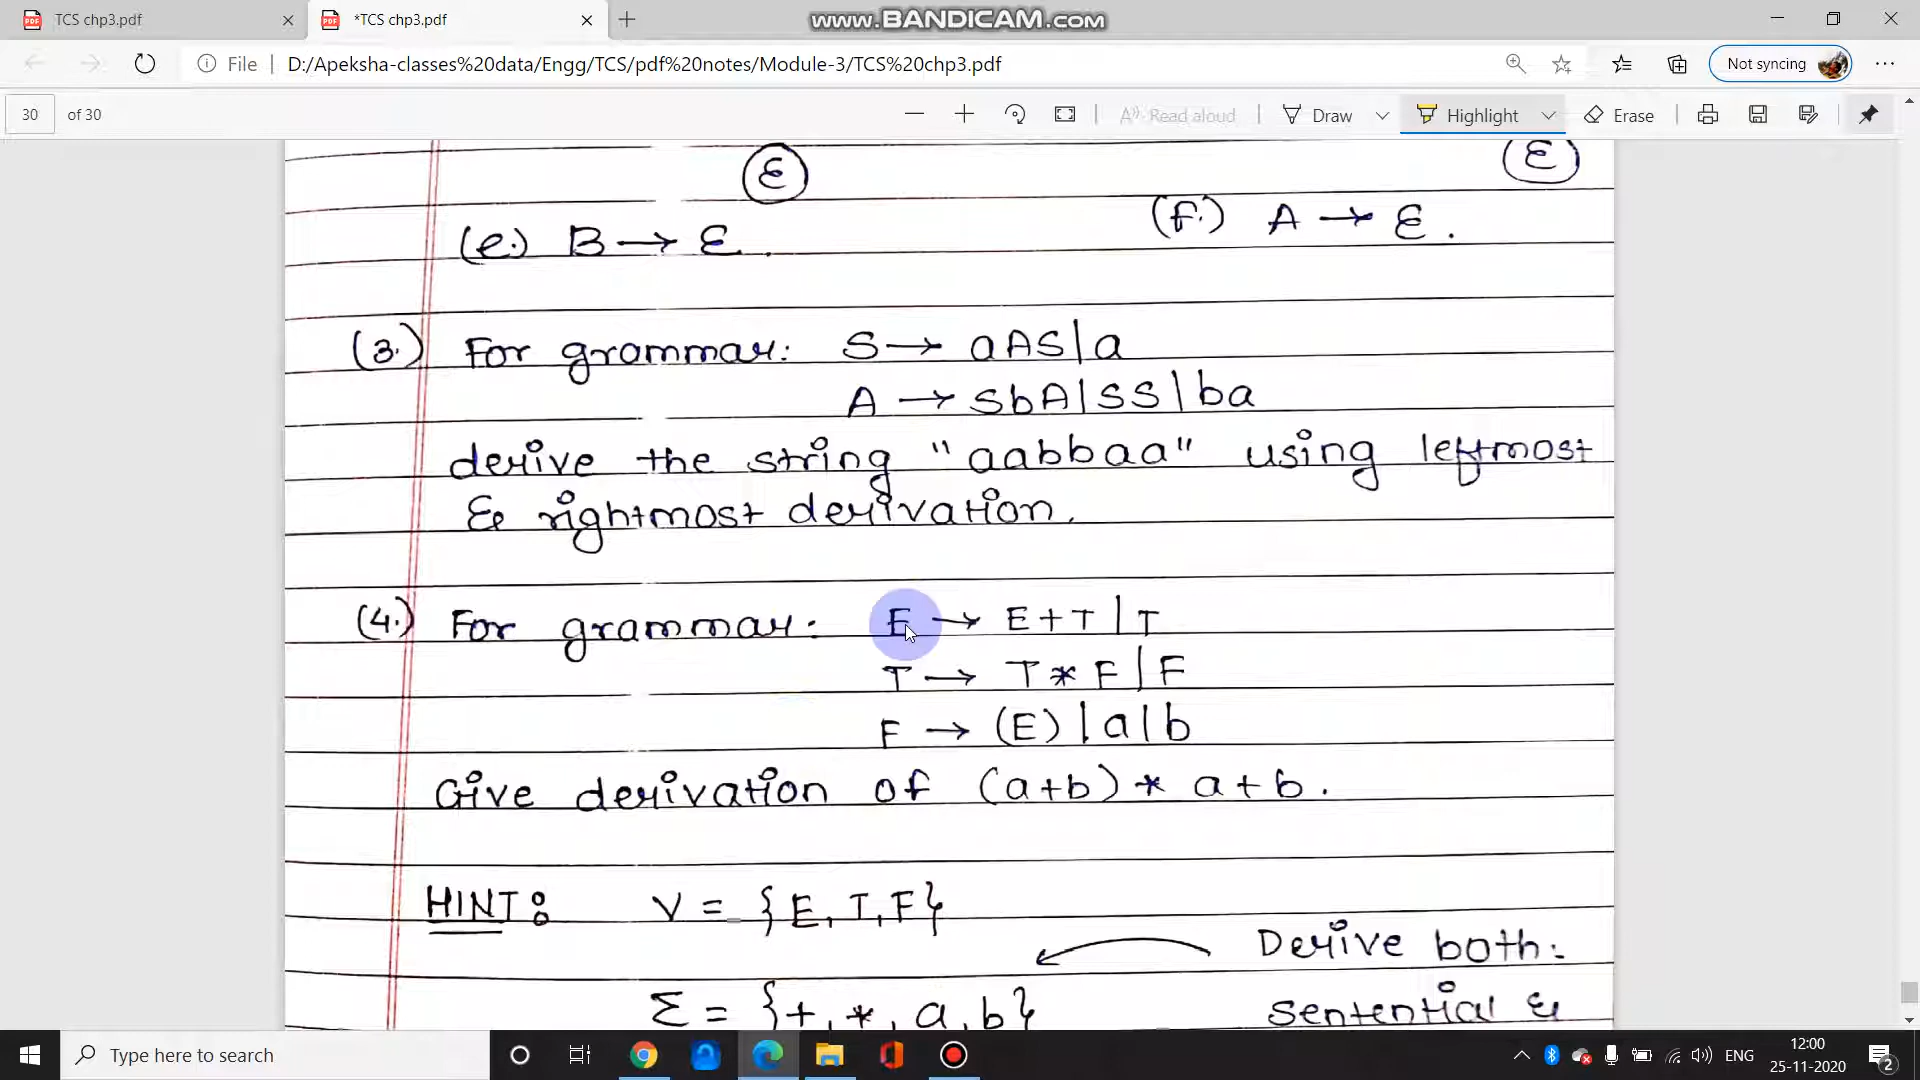 TCS chp3.pdf
*TCS chp3.pdf
www.BANDICAM.com
File
D:/Apeksha-classes%20data/Engg/TCS/pdf%20notes/Module-3/TCS%20chp3.pdf
Not syncing
30 of 30
Read aloud
Draw
Highlight
Erase
ε
ε
(e.) B → ε.
(f.) A → ε.
(3.) For grammar: S → aAS|a
A → SbA|SS|ba
derive the string "aabbaa" using leftmost
& rightmost derivation.
(4.) For grammar: E → E+T|T
T → T*F|F
F → (E)|a|b
Give derivation of (a+b)* a+b.
HINT: V = {E,T,F}
Derive both:
Σ = {+,*,a,b}
sentential &
Type here to search
ENG
12:00
25-11-2020
2